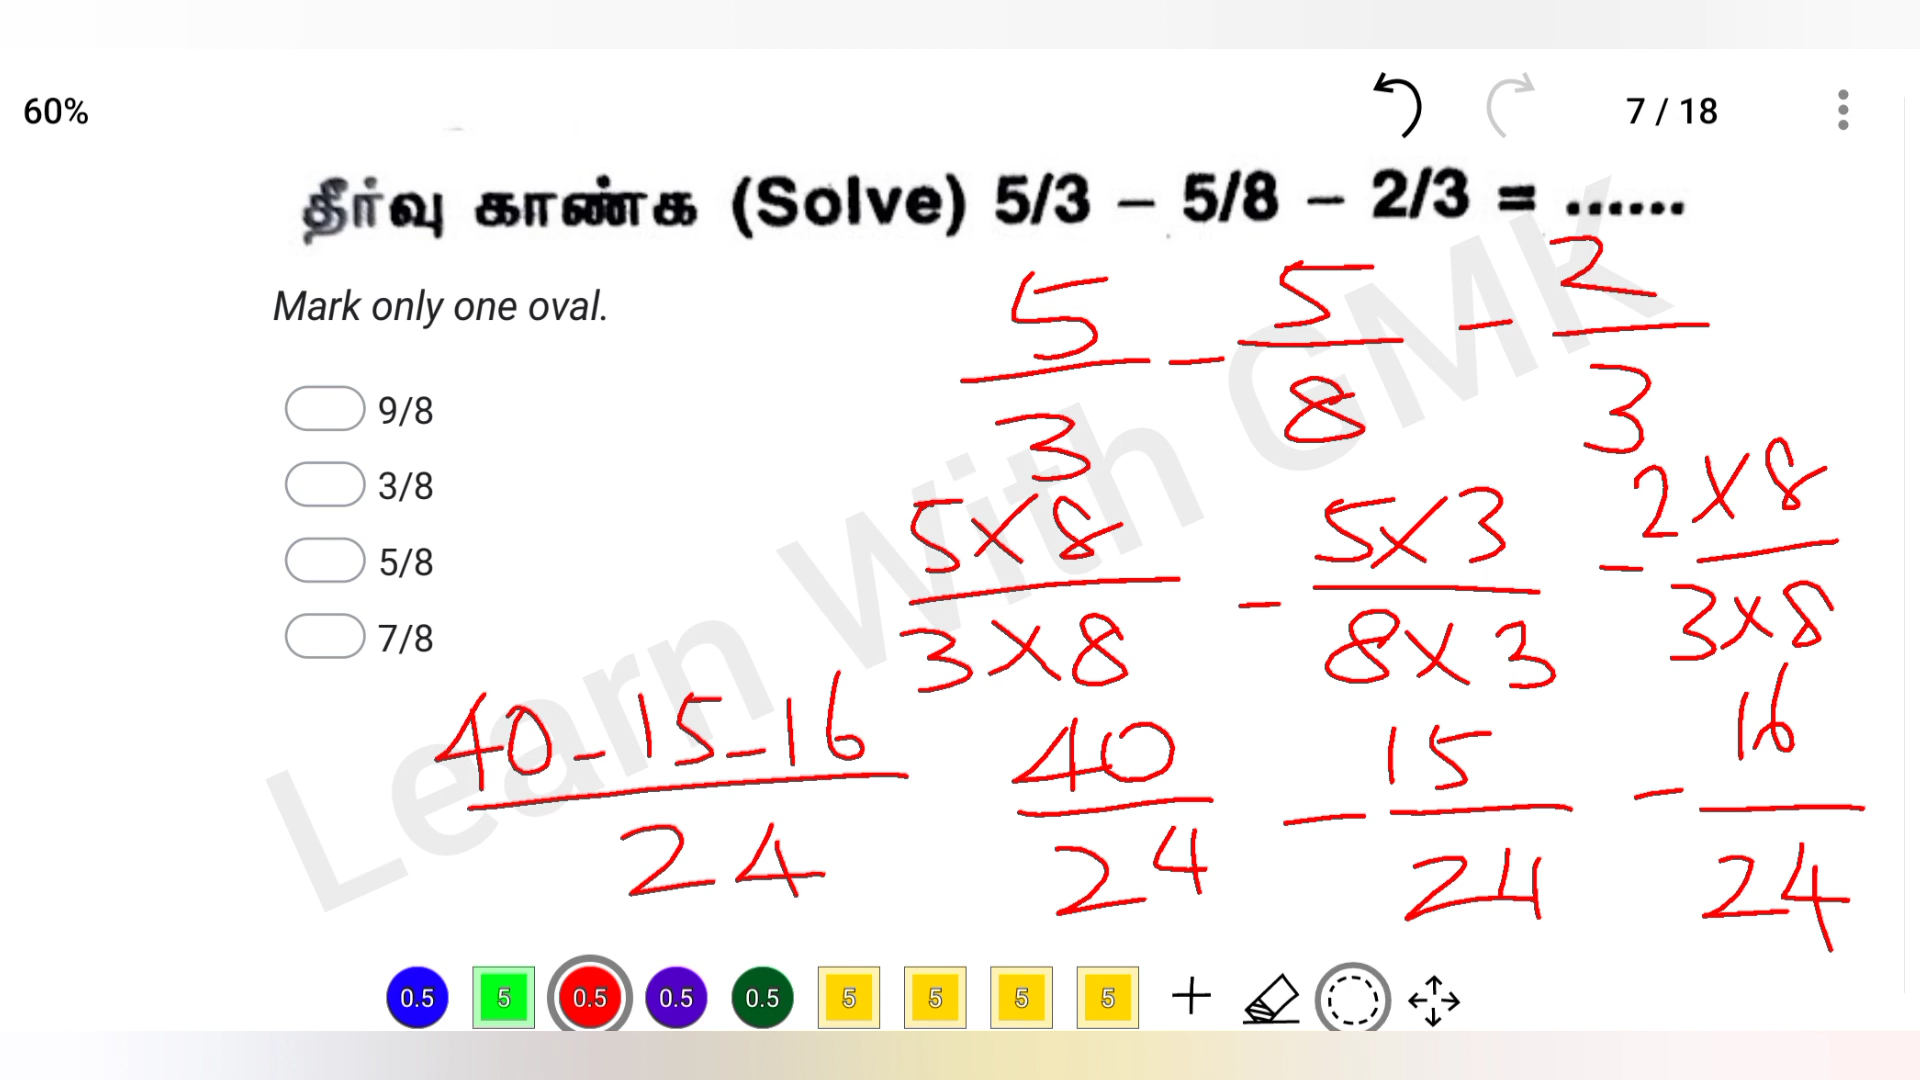 60%
7 / 18
தீர்வு காண்க (Solve) 5/3 – 5/8 – 2/3 = ......
Mark only one oval.
9/8
3/8
5/8
7/8
5/3 - 5/8 - 2/3
5×8/3×8 - 5×3/8×3 - 2×8/3×8
40/24 - 15/24 - 16/24
40-15-16/24
Learn With GMK
0.5 5 0.5 0.5 0.5 5 5 5 5